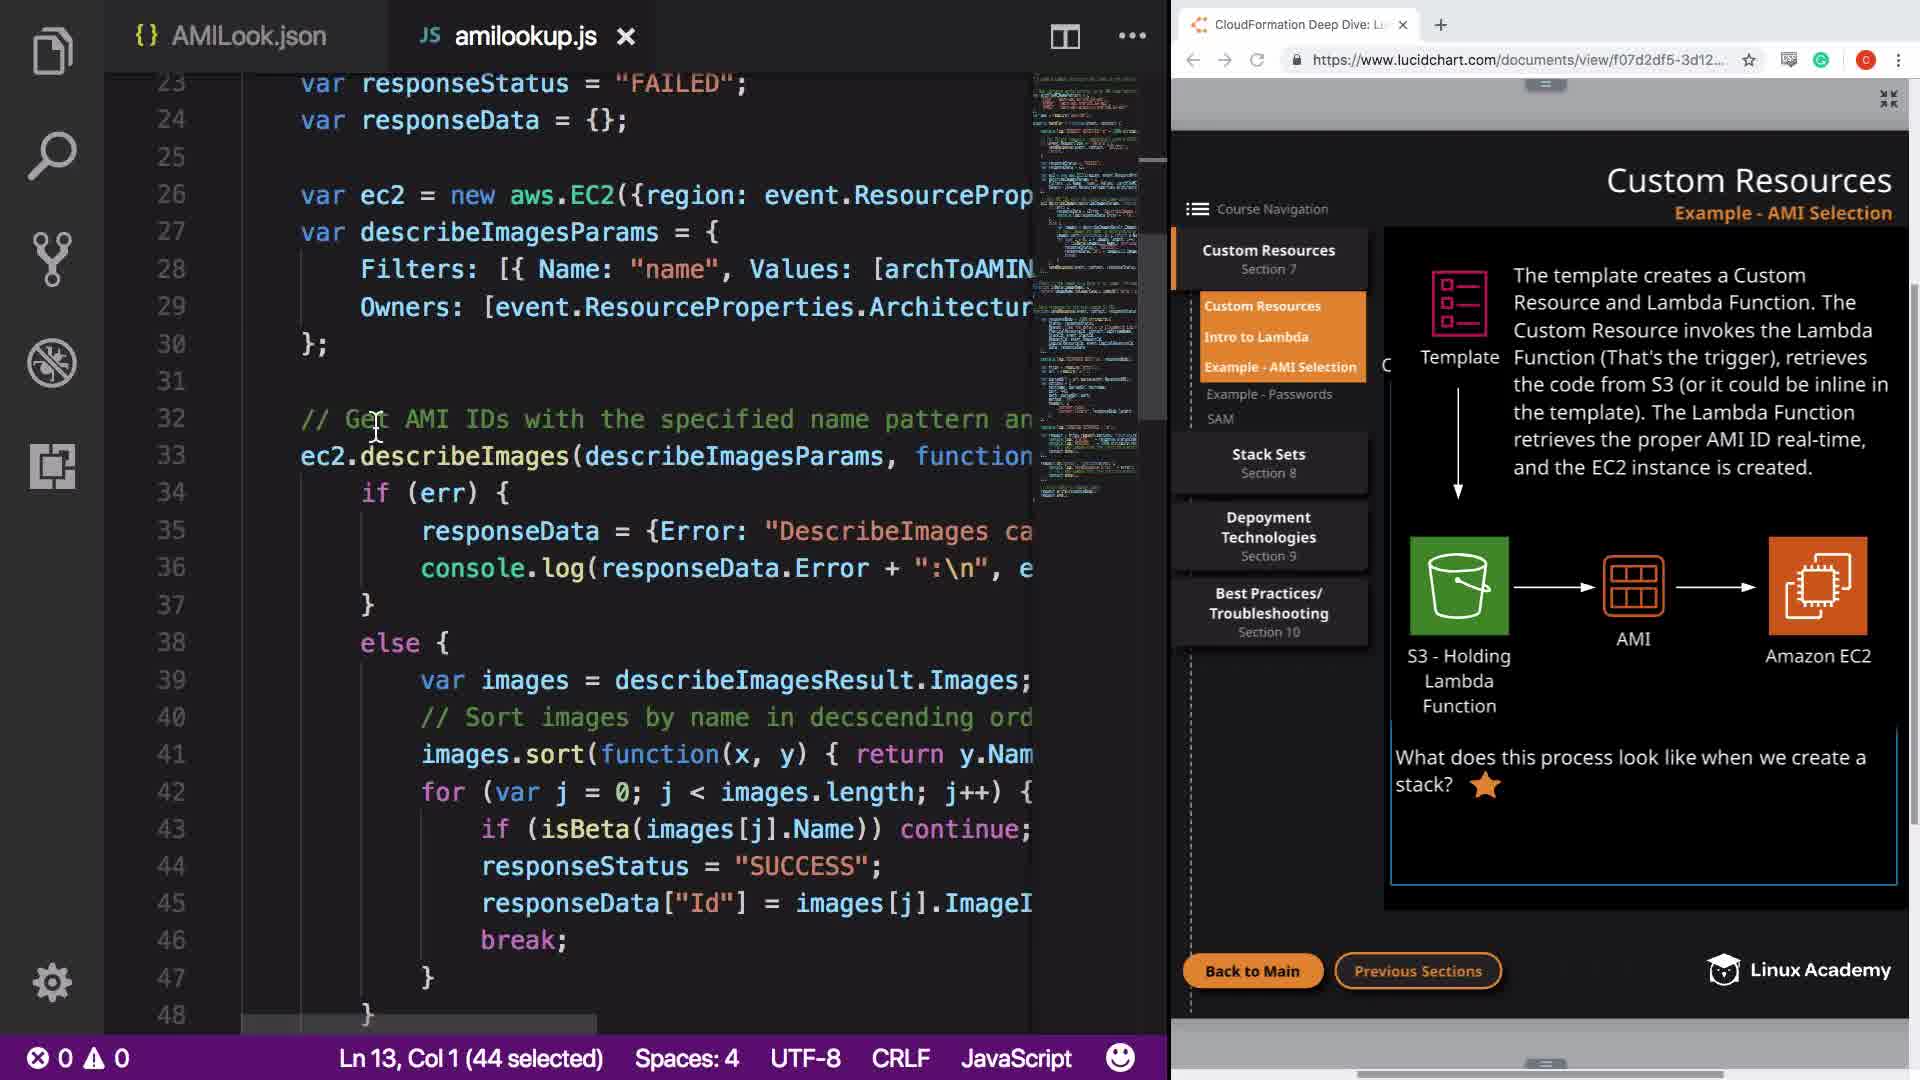 AMILook.json
JS amilookup.js
23 var responseStatus = "FAILED";
24 var responseData = {};
25
26 var ec2 = new aws.EC2({region: event.ResourceProp
27 var describeImagesParams = {
28 Filters: [{ Name: "name", Values: [archToAMIN
29 Owners: [event.ResourceProperties.Architectur
30 };
31
32 // Get AMI IDs with the specified name pattern an
33 ec2.describeImages(describeImagesParams, function
34 if (err) {
35 responseData = {Error: "DescribeImages ca
36 console.log(responseData.Error + ":\n", e
37 }
38 else {
39 var images = describeImagesResult.Images;
40 // Sort images by name in decscending ord
41 images.sort(function(x, y) { return y.Nam
42 for (var j = 0; j < images.length; j++) {
43 if (isBeta(images[j].Name)) continue;
44 responseStatus = "SUCCESS";
45 responseData["Id"] = images[j].ImageI
46 break;
47 }
48 }
0 0 Ln 13, Col 1 (44 selected) Spaces: 4 UTF-8 CRLF JavaScript
CloudFormation Deep Dive: Lu
https://www.lucidchart.com/documents/view/f07d2df5-3d12...
Custom Resources
Example - AMI Selection
Course Navigation
Custom Resources
Section 7
Custom Resources
Intro to Lambda
Example - AMI Selection
Example - Passwords
SAM
Stack Sets
Section 8
Depoyment
Technologies
Section 9
Best Practices/
Troubleshooting
Section 10
Template
The template creates a Custom
Resource and Lambda Function. The
Custom Resource invokes the Lambda
Function (That's the trigger), retrieves
the code from S3 (or it could be inline in
the template). The Lambda Function
retrieves the proper AMI ID real-time,
and the EC2 instance is created.
S3 - Holding
Lambda
Function
AMI
Amazon EC2
What does this process look like when we create a
stack?
Back to Main
Previous Sections
Linux Academy